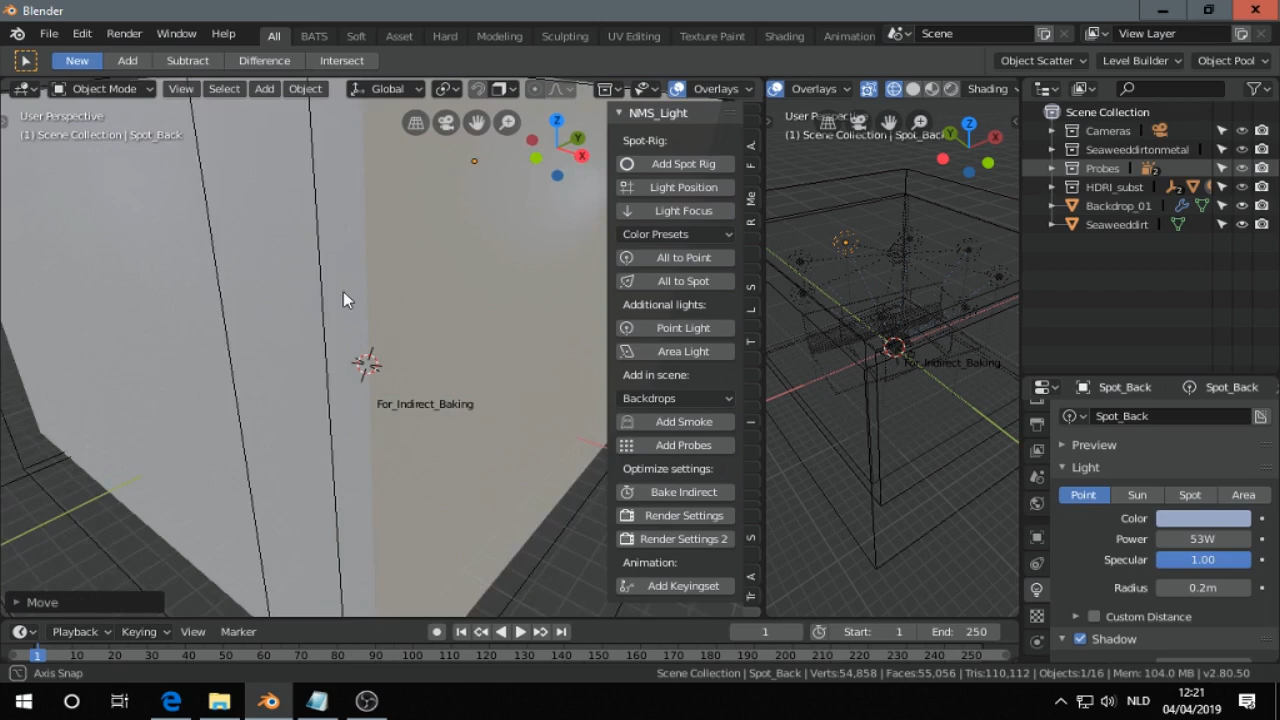 Blender
File Edit Render Window Help
All BATS Soft Asset Hard Modeling Sculpting UV Editing Texture Paint Shading Animation
Scene
View Layer
New Add Subtract Difference Intersect
Object Scatter Level Builder Object Pool
Object Mode View Select Add Object Global Overlays
Overlays Shading
User Perspective
(1) Scene Collection | Spot_Back
Z
Y
X
For_Indirect_Baking
Move
NMS_Light
Spot-Rig:
Add Spot Rig
Light Position
Light Focus
Color Presets
All to Point
All to Spot
Additional lights:
Point Light
Area Light
Add in scene:
Backdrops
Add Smoke
Add Probes
Optimize settings:
Bake Indirect
Render Settings
Render Settings 2
Animation:
Add Keyingset
A.
F
Me
R
S
L
T
I
S
A
Tr
(1) Scene Collection | Spot_Back
Z
Y
X
For_Indirect_Baking
Scene Collection
Cameras
Seaweeddirtonmetal
Probes 2
HDRI_subst 2
Backdrop_01
Seaweeddirt
Spot_Back Spot_Back
Spot_Back
Preview
Light
Point Sun Spot Area
Color
Power 53W
Specular 1.00
Radius 0.2m
Custom Distance
Shadow
Playback Keying View Marker
1 Start: 1 End: 250
1 10 20 30 40 50 60 70 80 90 100 110 120 130 140 150 160 170 180 190 200 210 220 230 240 250
Axis Snap
Scene Collection | Spot_Back | Verts:54,858 | Faces:55,056 | Tris:110,112 | Objects:1/16 | Mem: 104.0 MB | v2.80.50
NLD
12:21
04/04/2019